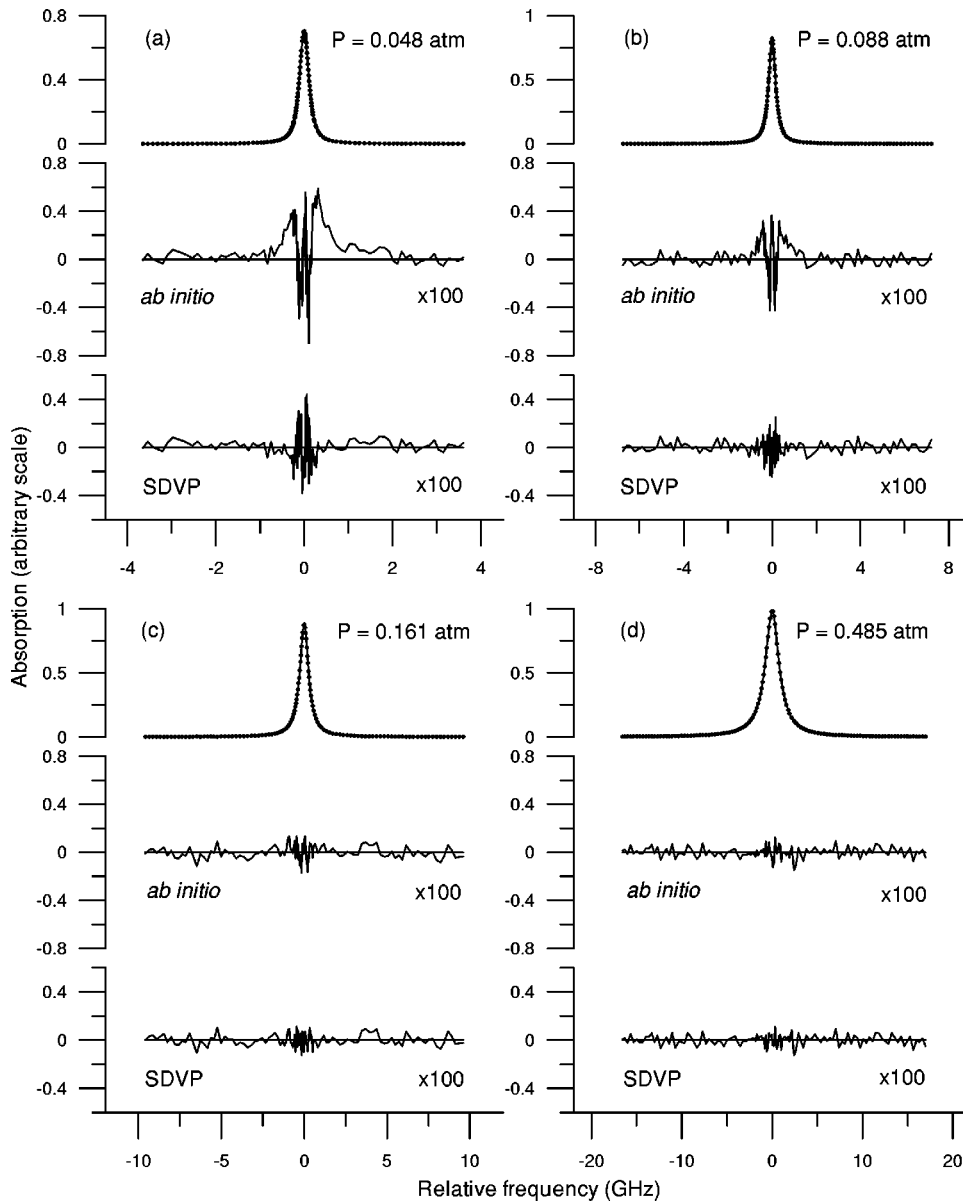 Absorption (arbitrary scale)
(a)
P = 0.048 atm
0.8
0.4
0
0.8
0.4
0
-0.4
-0.8
ab initio
x100
0.4
0
-0.4
SDVP
x100
-4
-2
0
2
4
(b)
P = 0.088 atm
1
0.5
0
0.8
0.4
0
-0.4
-0.8
ab initio
x100
0.4
0
-0.4
SDVP
x100
-8
-4
0
4
8
(c)
P = 0.161 atm
1
0.5
0
0.8
0.4
0
-0.4
-0.8
ab initio
x100
0.4
0
-0.4
SDVP
x100
-10
-5
0
5
10
(d)
P = 0.485 atm
1
0.5
0
0.8
0.4
0
-0.4
-0.8
ab initio
x100
0.4
0
-0.4
SDVP
x100
-20
-10
0
10
20
Relative frequency (GHz)